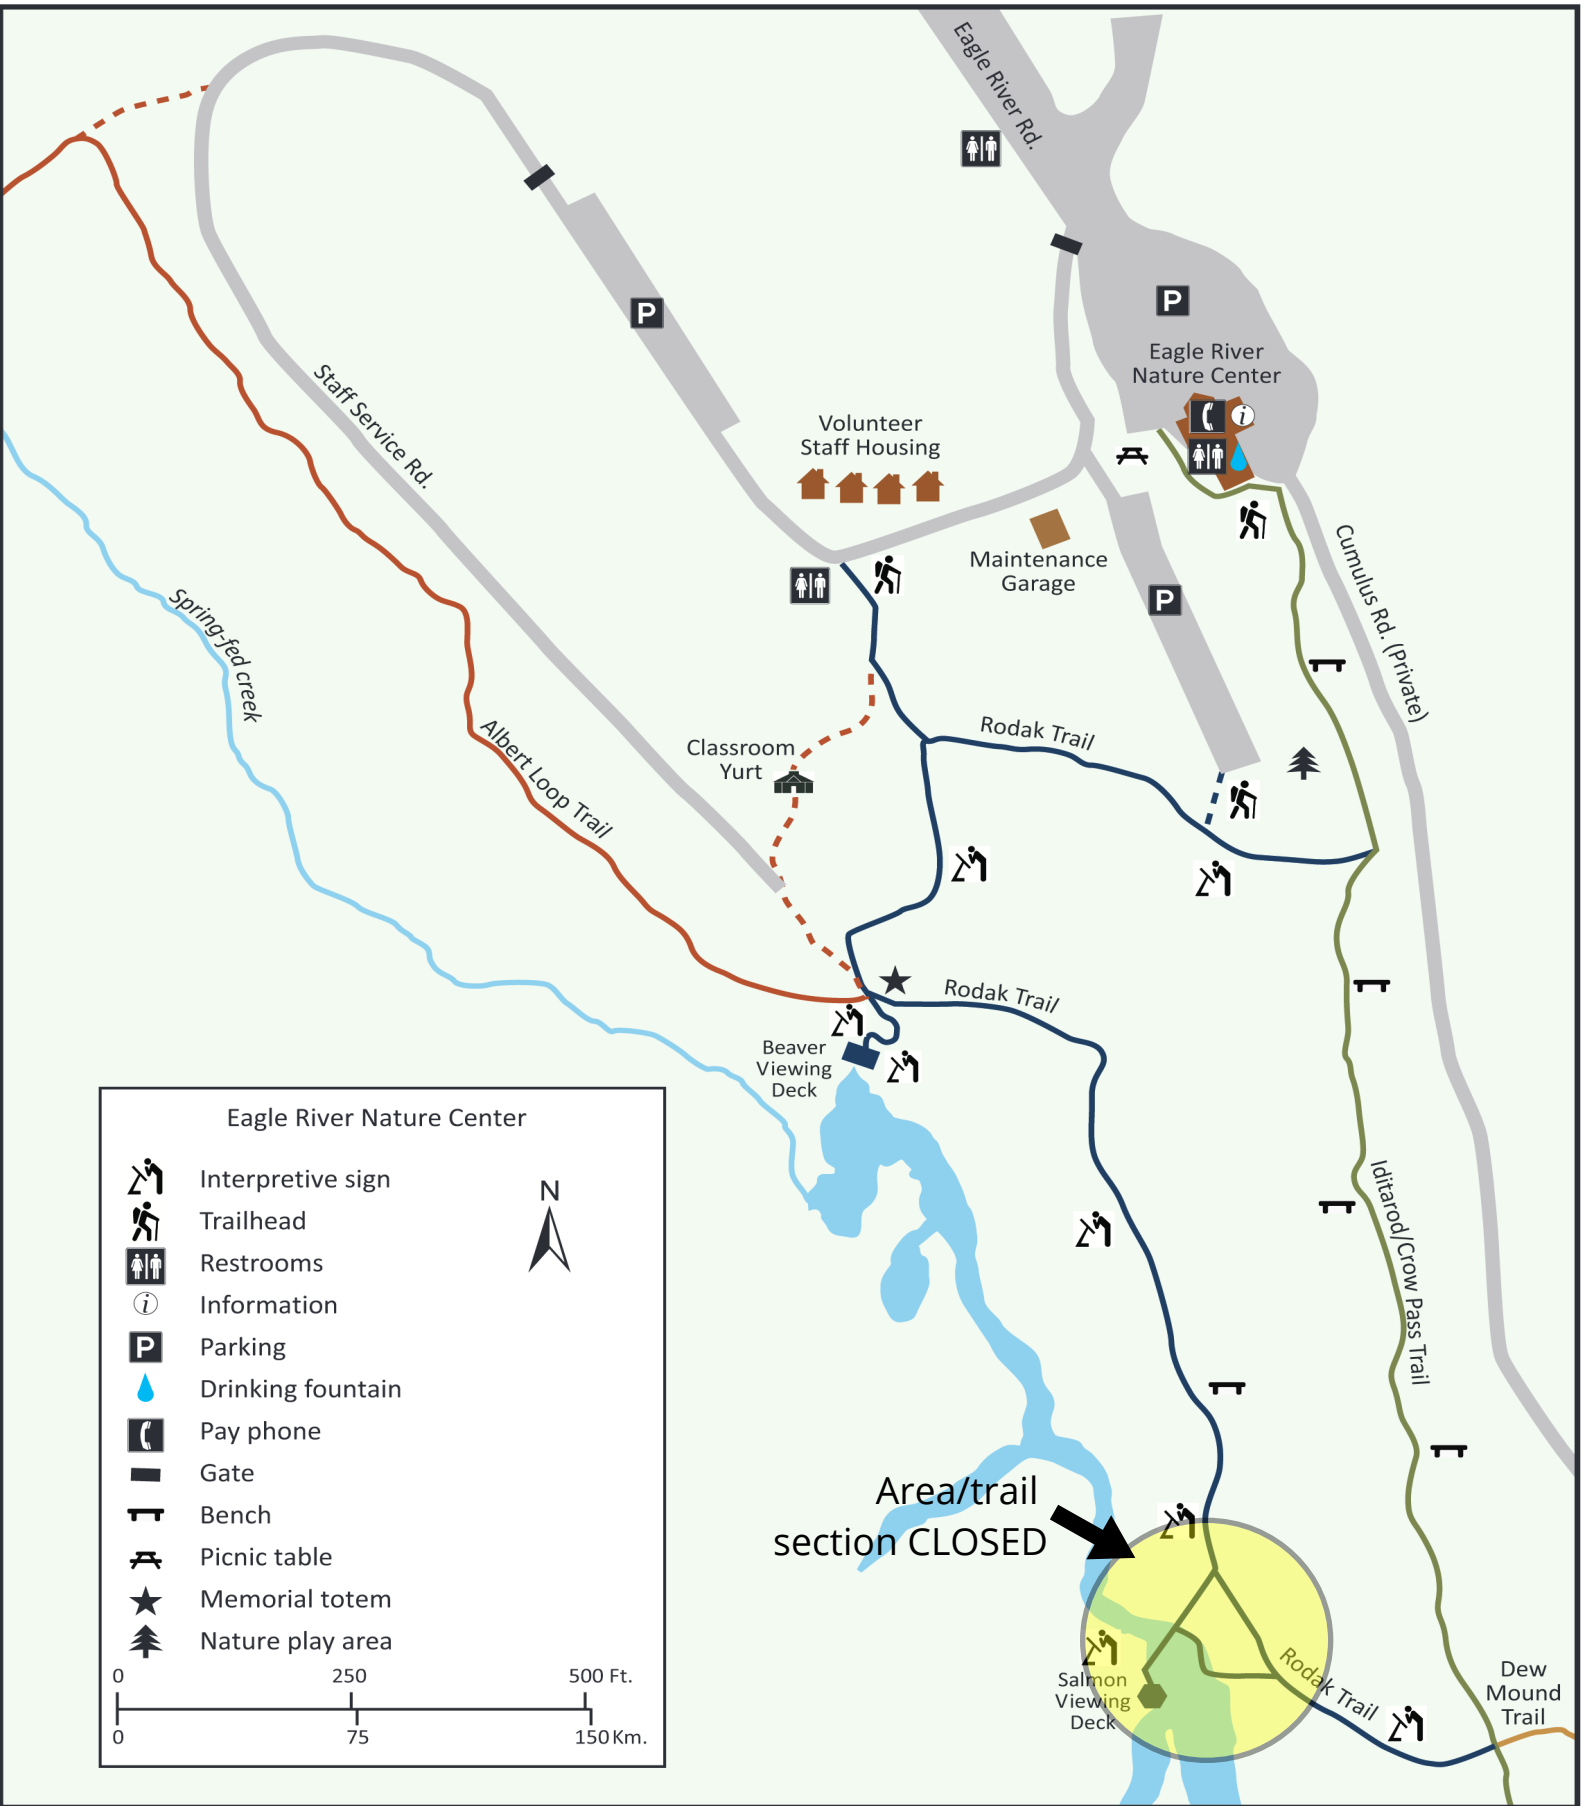 Eagle River Rd.
P
P
Eagle River
Nature Center
i
Staff Service Rd.
Volunteer
Staff Housing
Maintenance
Garage
P
Cumulus Rd. (Private)
Spring-fed creek
Rodak Trail
Classroom
Yurt
Albert Loop Trail
Rodak Trail
Beaver
Viewing
Deck
Iditarod/Crow Pass Trail
Area/trail
section CLOSED
Salmon
Viewing
Deck
Rodak Trail
Dew
Mound
Trail
Eagle River Nature Center
Interpretive sign
Trailhead
Restrooms
i Information
P Parking
Drinking fountain
Pay phone
Gate
Bench
Picnic table
Memorial totem
Nature play area
N
0 250 500 Ft.
0 75 150 Km.